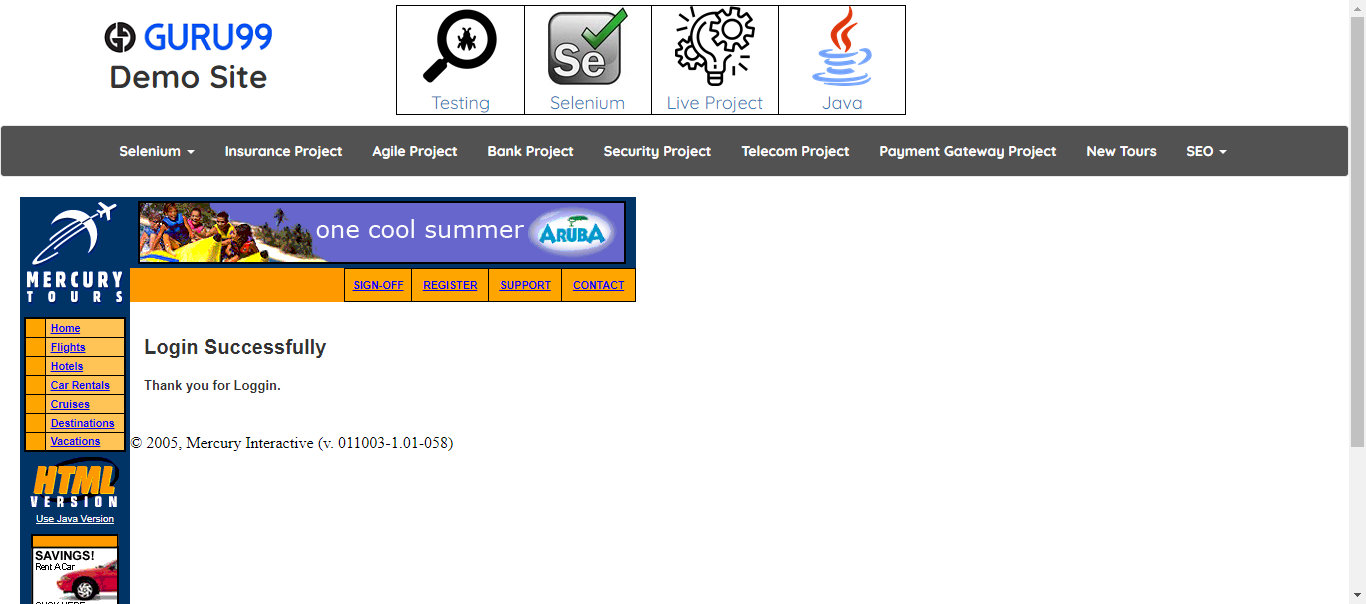 GURU99
Demo Site
Testing
Se
Selenium
Live Project
Java
Selenium
Insurance Project
Agile Project
Bank Project
Security Project
Telecom Project
Payment Gateway Project
New Tours
SEO
MERCURY
TOURS
one cool summer
ARUBA
SIGN-OFF
REGISTER
SUPPORT
CONTACT
Home
Flights
Hotels
Car Rentals
Cruises
Destinations
Vacations
Login Successfully
Thank you for Loggin.
© 2005, Mercury Interactive (v. 011003-1.01-058)
HTML
VERSION
Use Java Version
SAVINGS!
Rent A Car